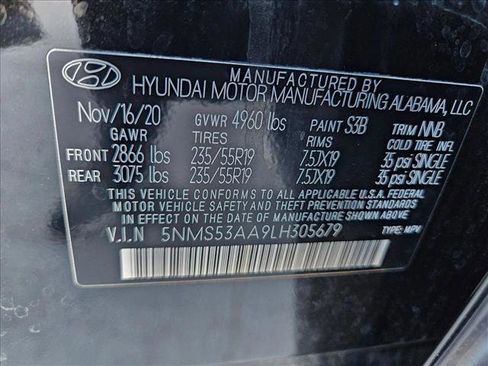 MANUFACTURED BY
HYUNDAI MOTOR MANUFACTURING ALABAMA, LLC
Nov/16/20 GVWR 4960 lbs PAINT S3B TRIM NNB
GAWR TIRES RIMS COLD TIRE INFL.
FRONT 2866 lbs 235/55R19 7.5JX19 35 psi SINGLE
REAR 3075 lbs 235/55R19 7.5JX19 35 psi SINGLE
THIS VEHICLE CONFORMS TO ALL APPLICABLE U.S.A. FEDERAL
MOTOR VEHICLE SAFETY AND THEFT PREVENTION STANDARDS
IN EFFECT ON THE DATE OF MANUFACTURE SHOWN ABOVE.
V.I.N 5NMS53AA9LH305679 TYPE: MPV